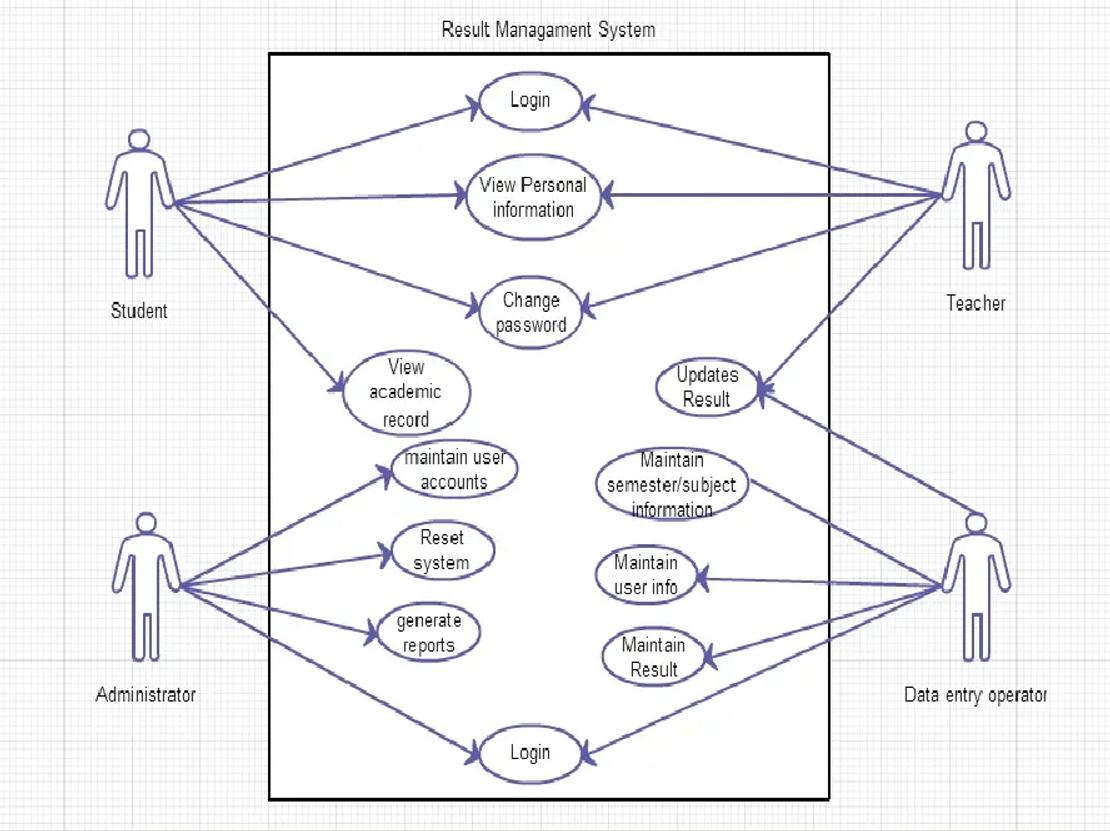 Result Managament System
Login
View Personal
information
Change
password
Student
Teacher
View
academic
record
Updates
Result
maintain user
accounts
Maintain
semester/subject
information
Reset
system
Maintain
user info
generate
reports
Maintain
Result
Administrator
Data entry operator
Login